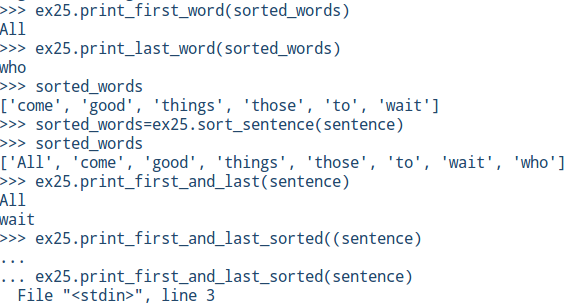 >>> ex25.print_first_word(sorted_words)
All
>>> ex25.print_last_word(sorted_words)
who
>>> sorted_words
['come', 'good', 'things', 'those', 'to', 'wait']
>>> sorted_words=ex25.sort_sentence(sentence)
>>> sorted_words
['All', 'come', 'good', 'things', 'those', 'to', 'wait', 'who']
>>> ex25.print_first_and_last(sentence)
All
wait
>>> ex25.print_first_and_last_sorted((sentence)
...
... ex25.print_first_and_last_sorted(sentence)
  File "<stdin>", line 3